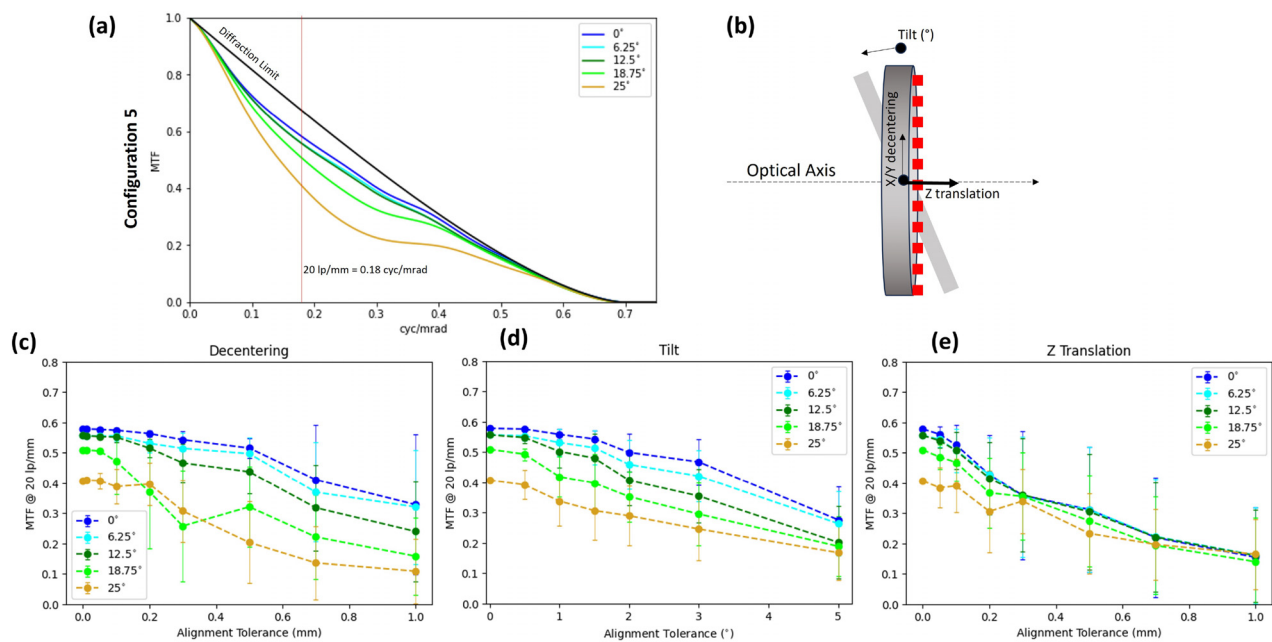 (a)
1.0
0.8
0.6
0.4
0.2
0.0
MTF
Configuration 5
Diffraction Limit
0°
6.25°
12.5°
18.75°
25°
20 lp/mm = 0.18 cyc/mrad
0.0 0.1 0.2 0.3 0.4 0.5 0.6 0.7
cyc/mrad
(b)
Tilt (°)
X/Y decentering
Optical Axis
Z translation
(c)
Decentering
0.8
0.7
0.6
0.5
0.4
0.3
0.2
0.1
0.0
MTF @ 20 lp/mm
0°
6.25°
12.5°
18.75°
25°
0.0 0.2 0.4 0.6 0.8 1.0
Alignment Tolerance (mm)
(d)
Tilt
0.8
0.7
0.6
0.5
0.4
0.3
0.2
0.1
0.0
MTF @ 20 lp/mm
0°
6.25°
12.5°
18.75°
25°
0 1 2 3 4 5
Alignment Tolerance (°)
(e)
Z Translation
0.8
0.7
0.6
0.5
0.4
0.3
0.2
0.1
0.0
MTF @ 20 lp/mm
0°
6.25°
12.5°
18.75°
25°
0.0 0.2 0.4 0.6 0.8 1.0
Alignment Tolerance (mm)